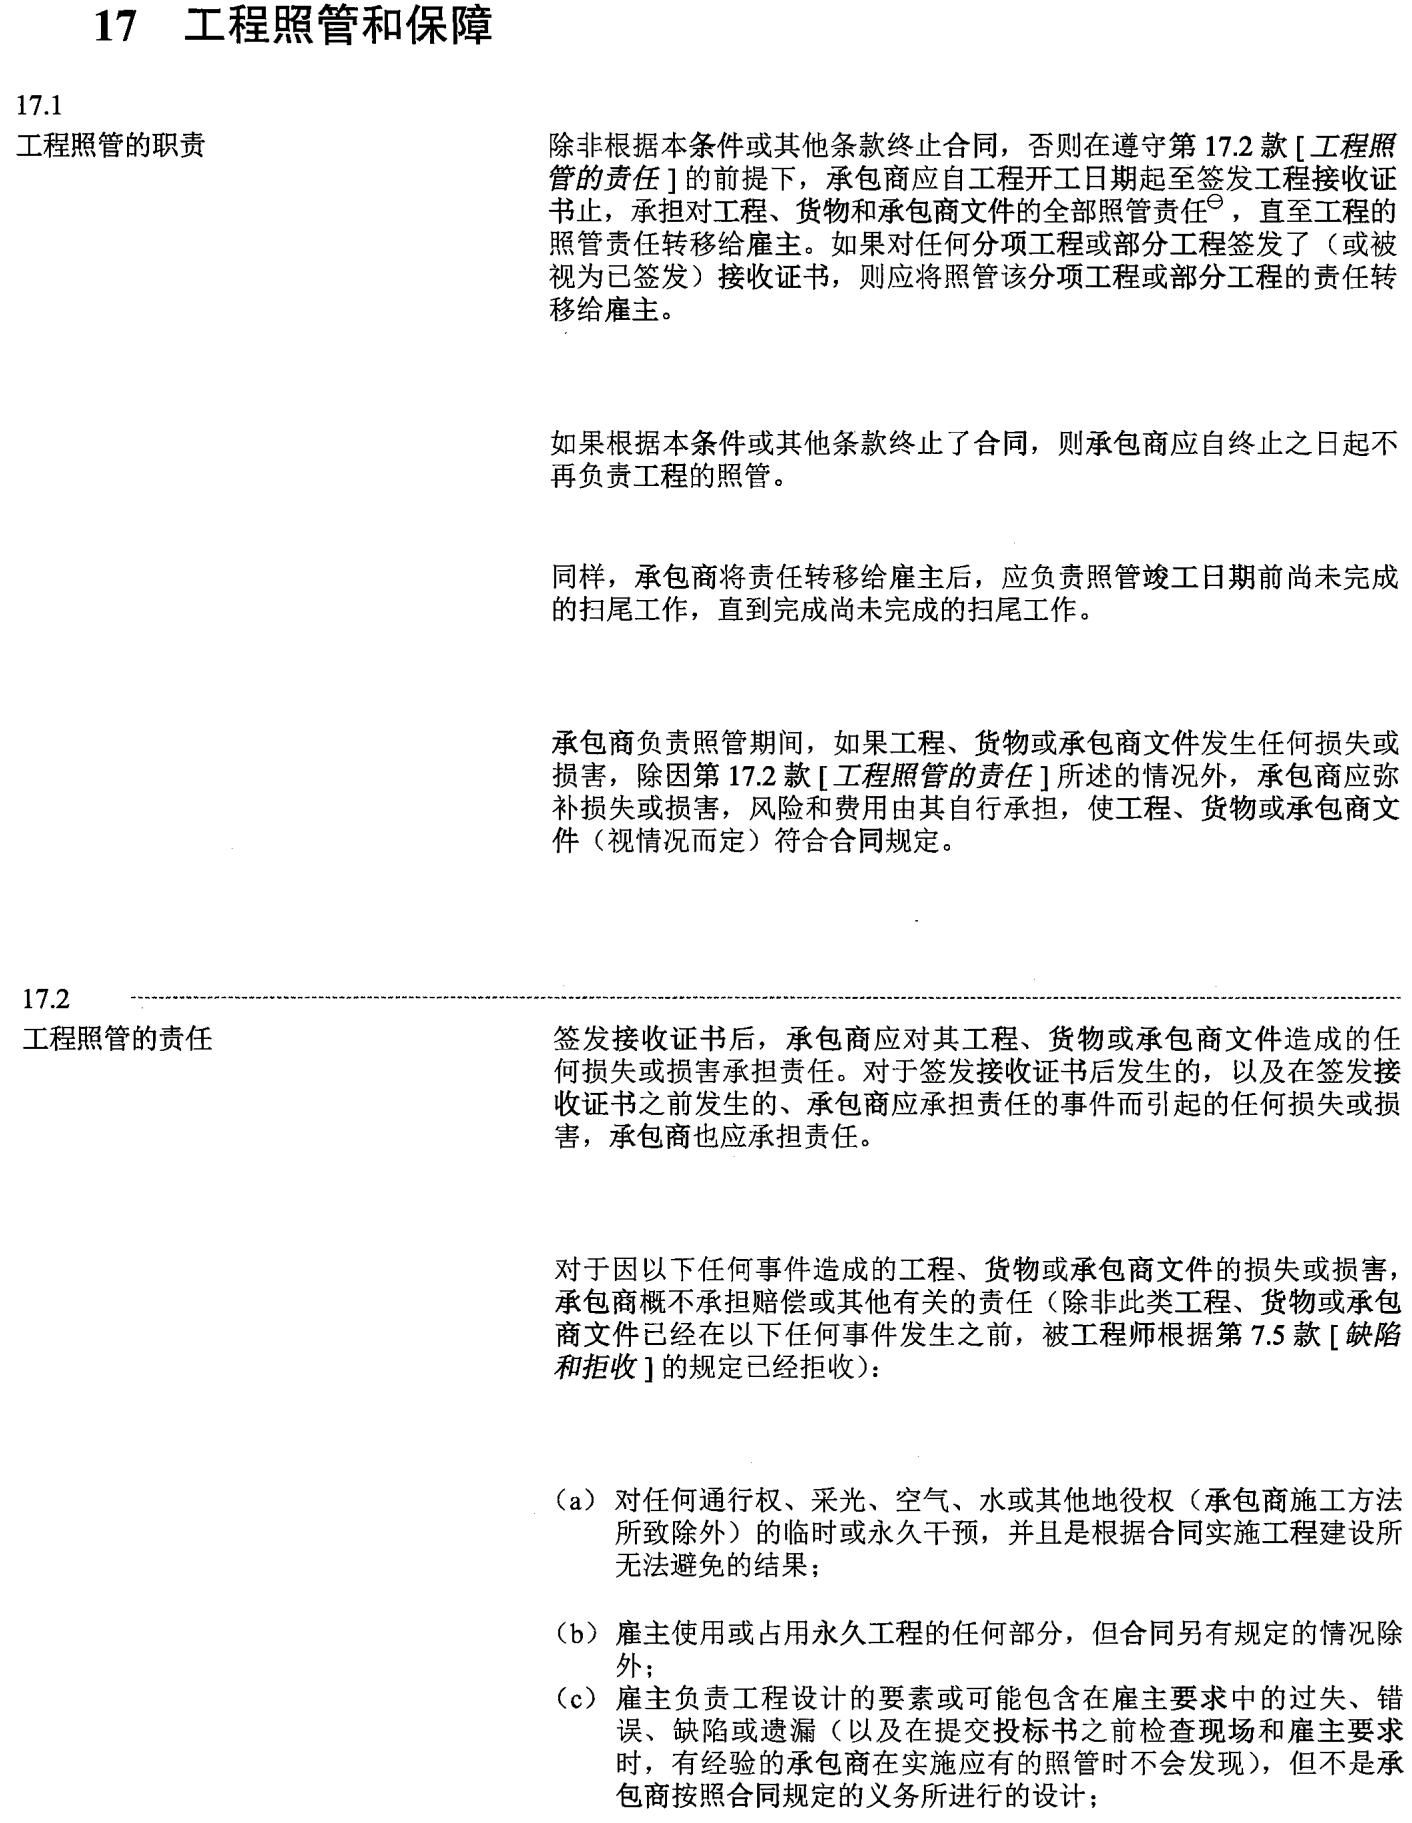 17 工程照管和保障
17.1
工程照管的职责
除非根据本条件或其他条款终止合同，否则在遵守第 17.2 款 [ 工程照
管的责任 ] 的前提下，承包商应自工程开工日期起至签发工程接收证
书止，承担对工程、货物和承包商文件的全部照管责任㊀，直至工程的
照管责任转移给雇主。如果对任何分项工程或部分工程签发了（或被
视为已签发）接收证书，则应将照管该分项工程或部分工程的责任转
移给雇主。
如果根据本条件或其他条款终止了合同，则承包商应自终止之日起不
再负责工程的照管。
同样，承包商将责任转移给雇主后，应负责照管竣工日期前尚未完成
的扫尾工作，直到完成尚未完成的扫尾工作。
承包商负责照管期间，如果工程、货物或承包商文件发生任何损失或
损害，除因第 17.2 款 [ 工程照管的责任 ] 所述的情况外，承包商应弥
补损失或损害，风险和费用由其自行承担，使工程、货物或承包商文
件（视情况而定）符合合同规定。
17.2
工程照管的责任
签发接收证书后，承包商应对其工程、货物或承包商文件造成的任
何损失或损害承担责任。对于签发接收证书后发生的，以及在签发接
收证书之前发生的、承包商应承担责任的事件而引起的任何损失或损
害，承包商也应承担责任。
对于因以下任何事件造成的工程、货物或承包商文件的损失或损害，
承包商概不承担赔偿或其他有关的责任（除非此类工程、货物或承包
商文件已经在以下任何事件发生之前，被工程师根据第 7.5 款 [ 缺陷
和拒收 ] 的规定已经拒收）：
（a）对任何通行权、采光、空气、水或其他地役权（承包商施工方法
所致除外）的临时或永久干预，并且是根据合同实施工程建设所
无法避免的结果；
（b）雇主使用或占用永久工程的任何部分，但合同另有规定的情况除
外；
（c）雇主负责工程设计的要素或可能包含在雇主要求中的过失、错
误、缺陷或遗漏（以及在提交投标书之前检查现场和雇主要求
时，有经验的承包商在实施应有的照管时不会发现），但不是承
包商按照合同规定的义务所进行的设计；